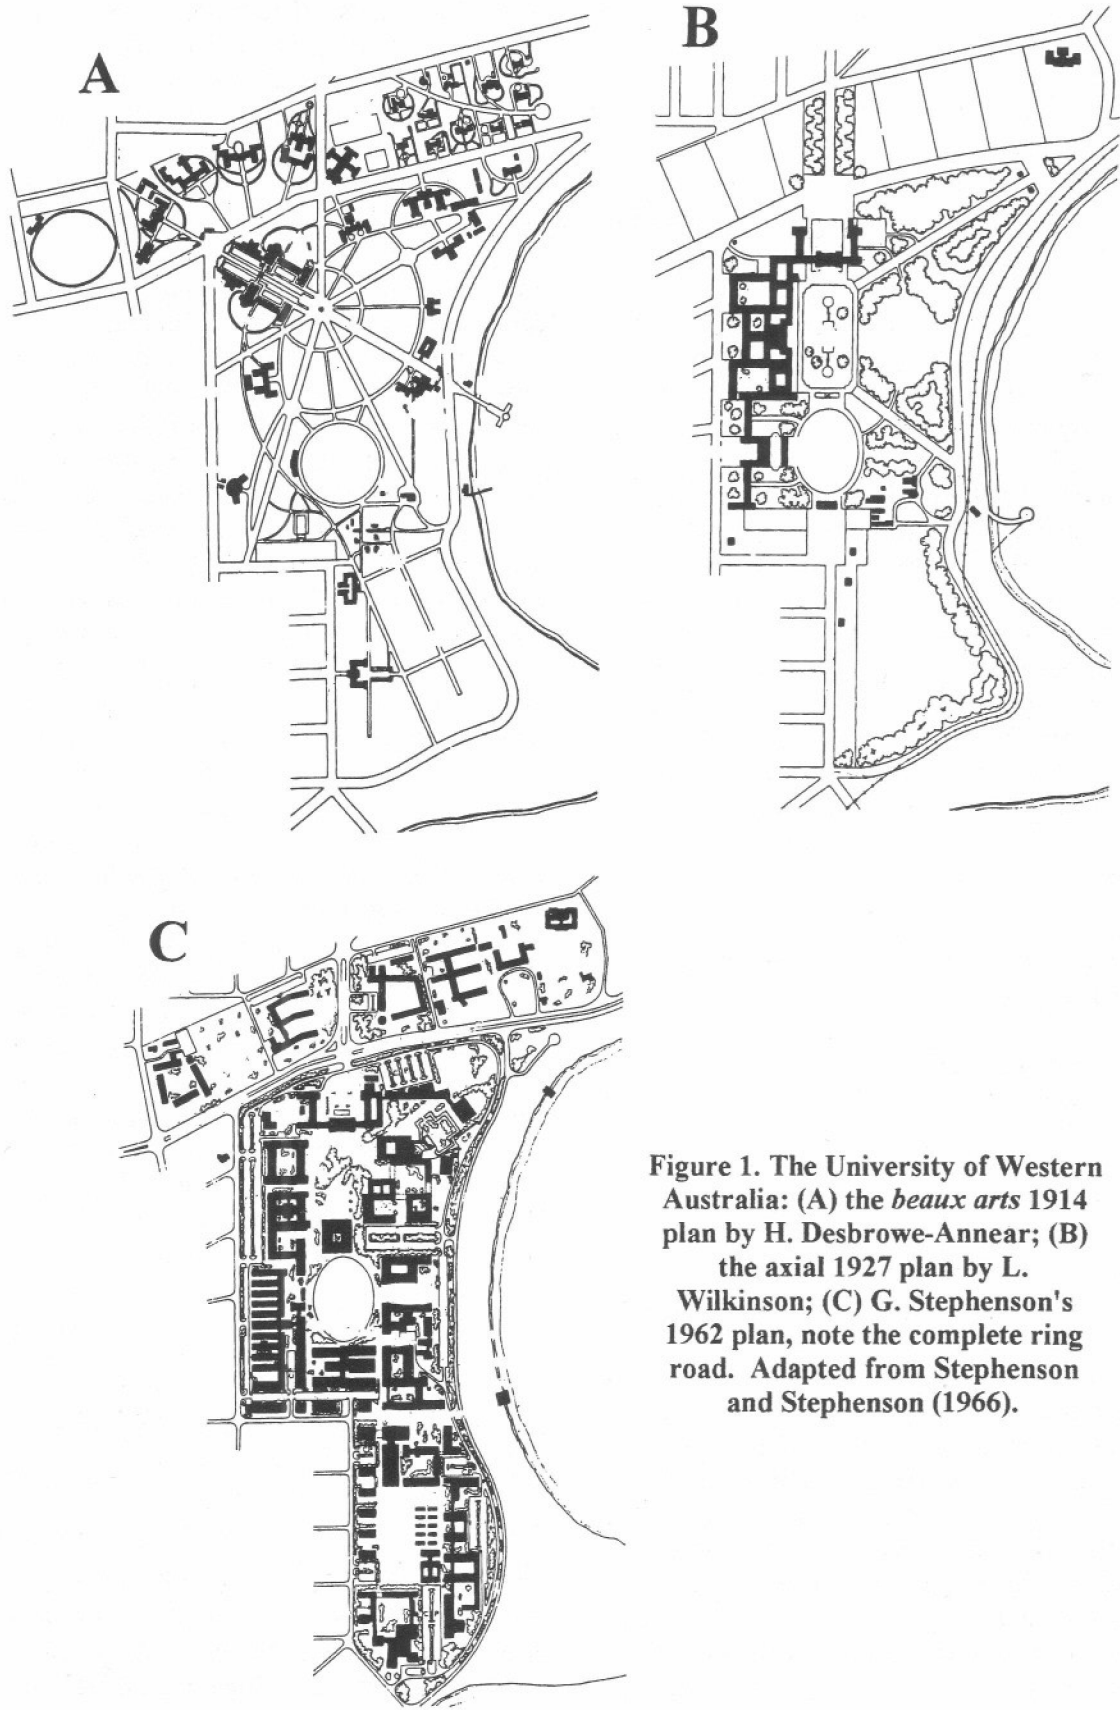 A
B
C
Figure 1. The University of Western
Australia: (A) the beaux arts 1914
plan by H. Desbrowe-Annear; (B)
the axial 1927 plan by L.
Wilkinson; (C) G. Stephenson's
1962 plan, note the complete ring
road. Adapted from Stephenson
and Stephenson (1966).